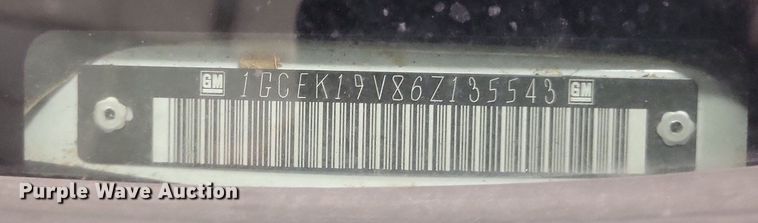 GM 1GCEK19V86Z135543 GM
Purple Wave Auction